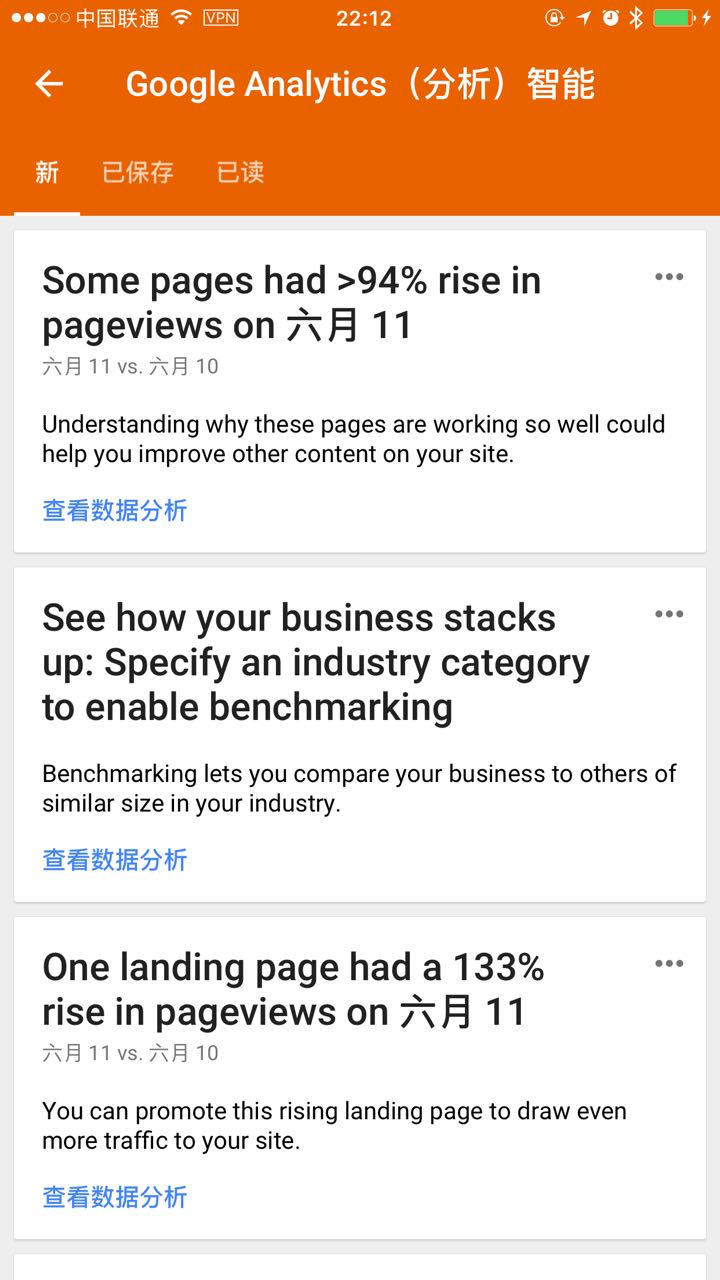 中国联通 VPN 22:12
Google Analytics（分析）智能
新 已保存 已读
Some pages had >94% rise in
pageviews on 六月 11
六月 11 vs. 六月 10
Understanding why these pages are working so well could
help you improve other content on your site.
查看数据分析
See how your business stacks
up: Specify an industry category
to enable benchmarking
Benchmarking lets you compare your business to others of
similar size in your industry.
查看数据分析
One landing page had a 133%
rise in pageviews on 六月 11
六月 11 vs. 六月 10
You can promote this rising landing page to draw even
more traffic to your site.
查看数据分析